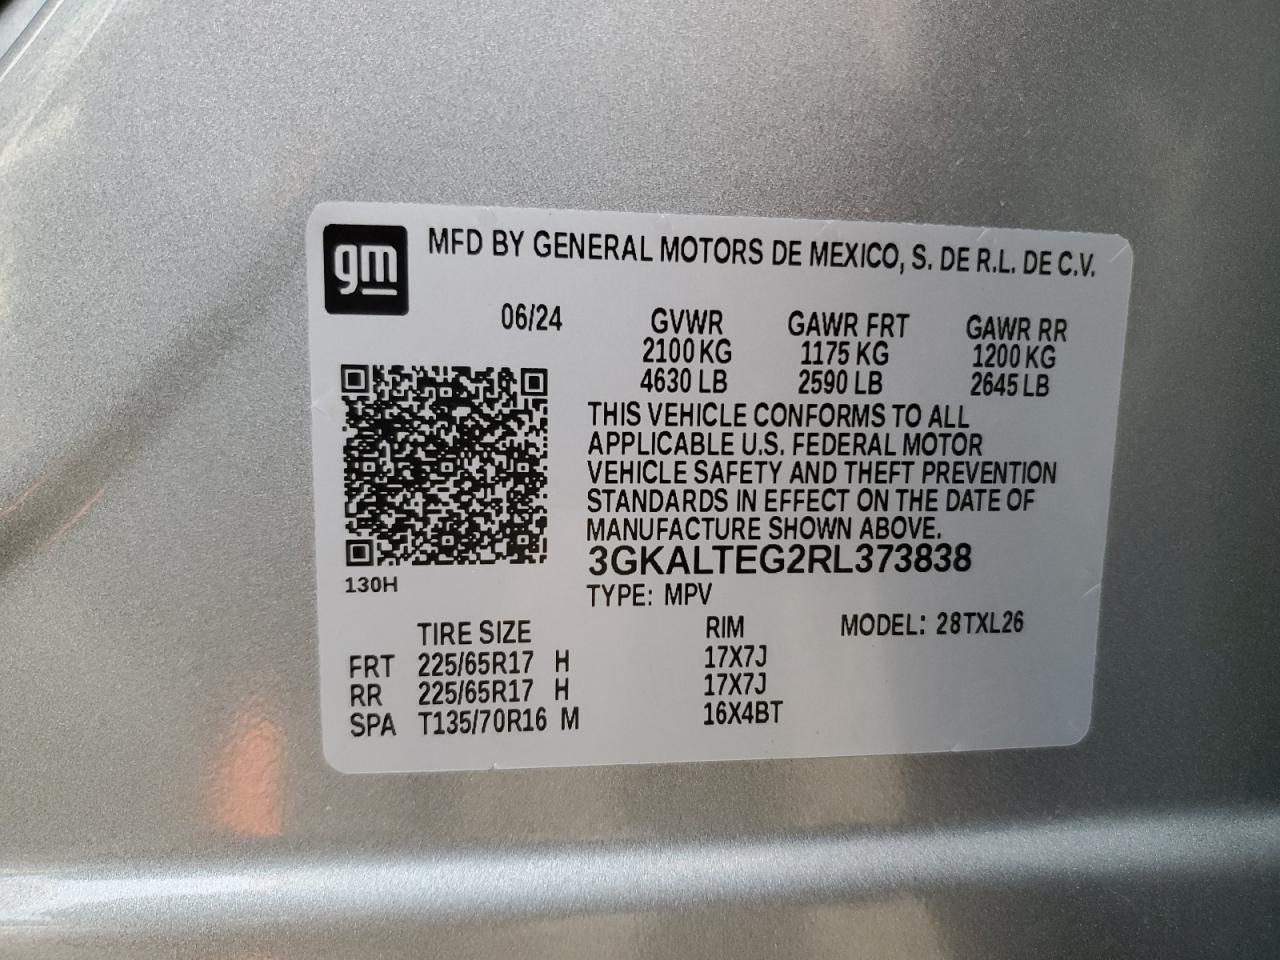 gm
MFD BY GENERAL MOTORS DE MEXICO, S. DE R.L. DE C.V.
06/24 GVWR GAWR FRT GAWR RR
2100 KG 1175 KG 1200 KG
4630 LB 2590 LB 2645 LB
THIS VEHICLE CONFORMS TO ALL
APPLICABLE U.S. FEDERAL MOTOR
VEHICLE SAFETY AND THEFT PREVENTION
STANDARDS IN EFFECT ON THE DATE OF
MANUFACTURE SHOWN ABOVE.
3GKALTEG2RL373838
130H
TYPE: MPV
TIRE SIZE RIM MODEL: 28TXL26
FRT 225/65R17 H 17X7J
RR 225/65R17 H 17X7J
SPA T135/70R16 M 16X4BT